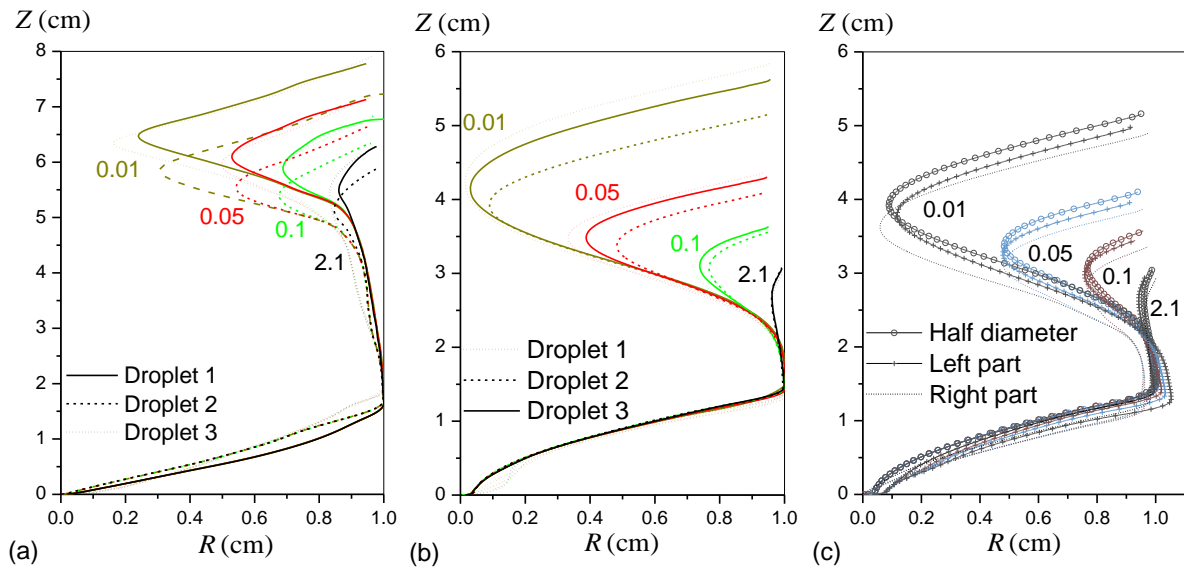 Z (cm)
8
7
6
5
4
3
2
1
0
0.01
0.05
0.1
2.1
Droplet 1
Droplet 2
Droplet 3
0.0 0.2 0.4 0.6 0.8 1.0
(a)
R (cm)
Z (cm)
6
5
4
3
2
1
0
0.01
0.05
0.1
2.1
Droplet 1
Droplet 2
Droplet 3
0.0 0.2 0.4 0.6 0.8 1.0
(b)
R (cm)
Z (cm)
6
5
4
3
2
1
0
0.01
0.05
0.1
2.1
Half diameter
Left part
Right part
0.0 0.2 0.4 0.6 0.8 1.0
(c)
R (cm)